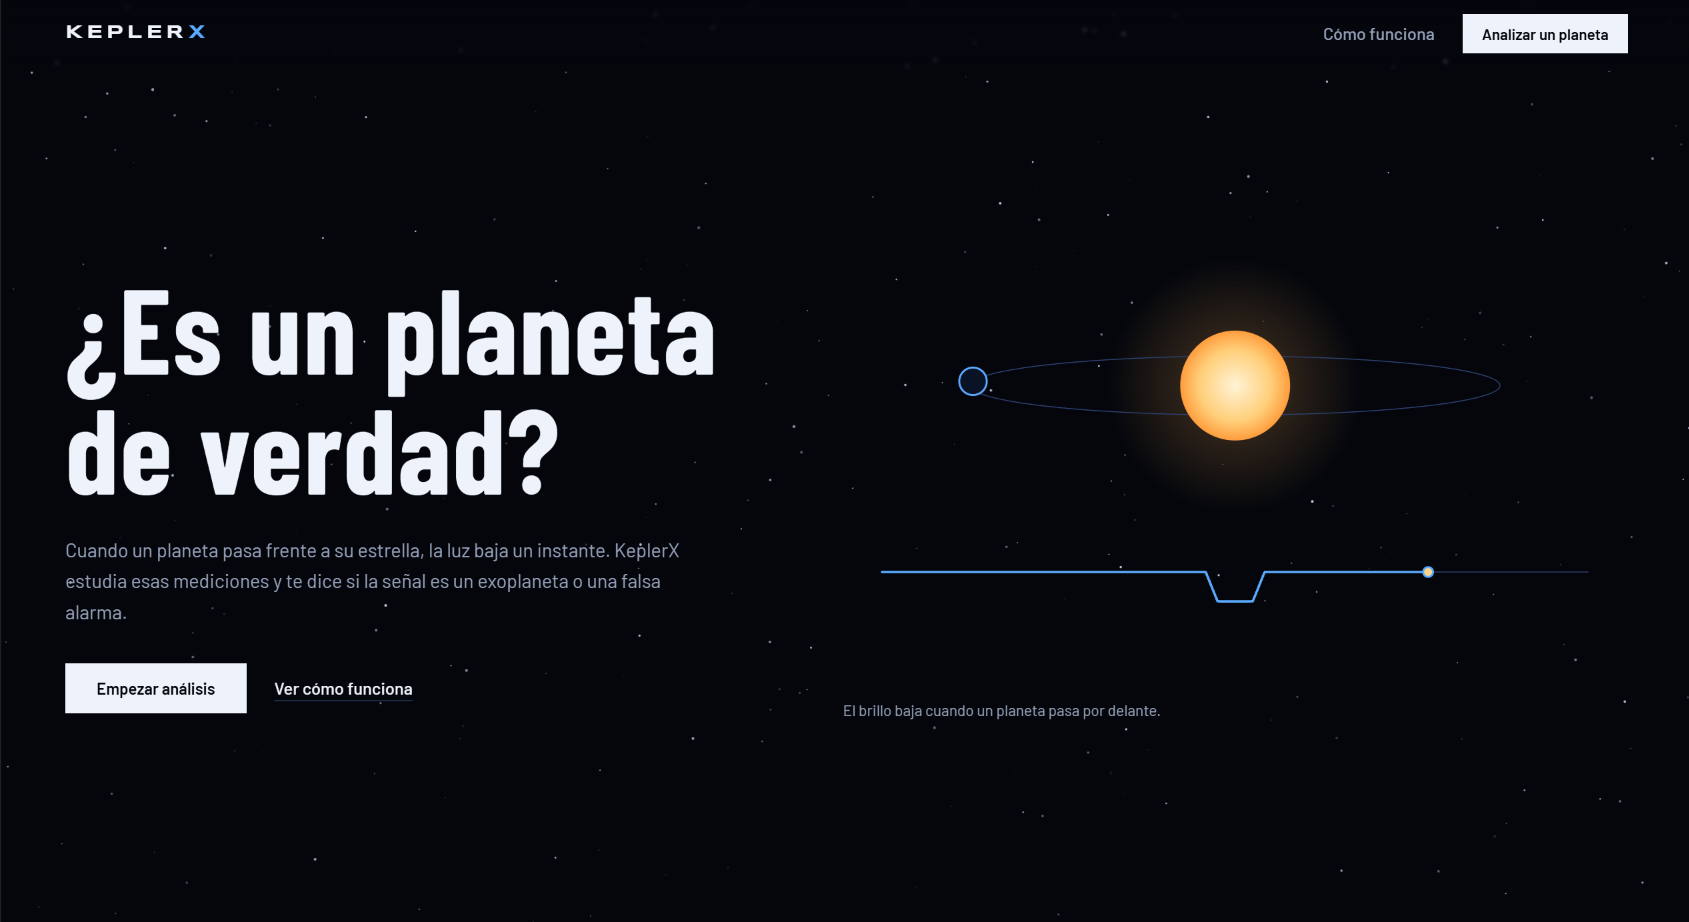 KEPLERX
Cómo funciona
Analizar un planeta
¿Es un planeta
de verdad?
Cuando un planeta pasa frente a su estrella, la luz baja un instante. KeplerX
estudia esas mediciones y te dice si la señal es un exoplaneta o una falsa
alarma.
Empezar análisis
Ver cómo funciona
El brillo baja cuando un planeta pasa por delante.